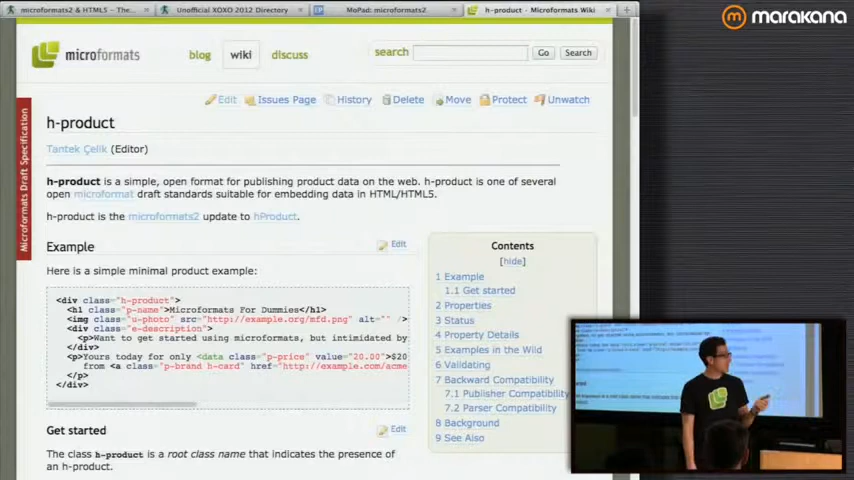 microformats2 & HTML5 - The...
Unofficial XOXO 2012 Directory
MoPad: microformats2
h-product - Microformats Wiki
marakana
microformats
blog
wiki
discuss
search
Go
Search
Edit
Issues Page
History
Delete
Move
Protect
Unwatch
Microformats Draft Specification
h-product
Tantek Çelik (Editor)
h-product is a simple, open format for publishing product data on the web. h-product is one of several
open microformat draft standards suitable for embedding data in HTML/HTML5.
h-product is the microformats2 update to hProduct.
Example
Edit
Here is a simple minimal product example:
<div class="h-product">
<h1 class="p-name">Microformats For Dummies</h1>
<img class="u-photo" src="http://example.org/mfd.png" alt="" />
<div class="e-description">
<p>Want to get started using microformats, but intimidated by
</div>
<p>Yours today for only <data class="p-price" value="20.00">$20
from <a class="p-brand h-card" href="http://example.com/acme
</p>
</div>
Get started
Edit
The class h-product is a root class name that indicates the presence of
an h-product.
Contents
[hide]
1 Example
1.1 Get started
2 Properties
3 Status
4 Property Details
5 Examples in the Wild
6 Validating
7 Backward Compatibility
7.1 Publisher Compatibility
7.2 Parser Compatibility
8 Background
9 See Also